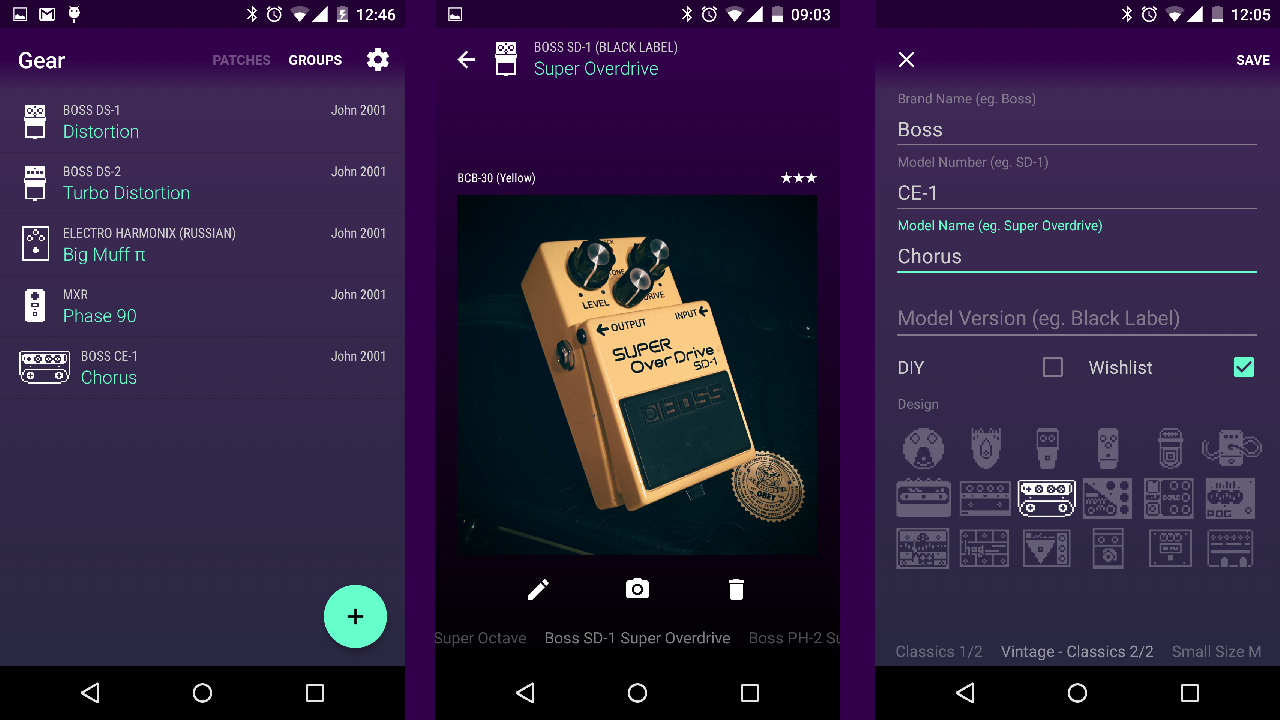 12:46
Gear
PATCHES
GROUPS
BOSS DS-1
John 2001
Distortion
BOSS DS-2
John 2001
Turbo Distortion
ELECTRO HARMONIX (RUSSIAN)
John 2001
Big Muff π
MXR
John 2001
Phase 90
BOSS CE-1
John 2001
Chorus
09:03
BOSS SD-1 (BLACK LABEL)
Super Overdrive
BCB-30 (Yellow)
LEVEL
DRIVE
OUTPUT
INPUT
SUPER
OverDrive
SD-1
BOSS
OBEY
Super Octave
Boss SD-1 Super Overdrive
Boss PH-2 Su
12:05
SAVE
Brand Name (eg. Boss)
Boss
Model Number (eg. SD-1)
CE-1
Model Name (eg. Super Overdrive)
Chorus
Model Version (eg. Black Label)
DIY
Wishlist
Design
POG
Classics 1/2
Vintage - Classics 2/2
Small Size M